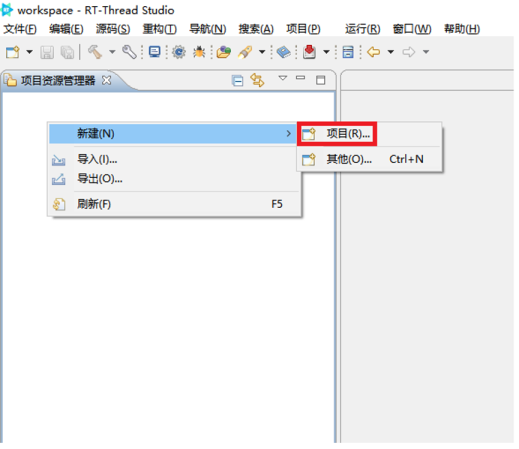 workspace - RT-Thread Studio
文件(F) 编辑(E) 源码(S) 重构(T) 导航(N) 搜索(A) 项目(P) 运行(R) 窗口(W) 帮助(H)
项目资源管理器
新建(N)
项目(R)...
导入(I)...
其他(O)... Ctrl+N
导出(O)...
刷新(F) F5